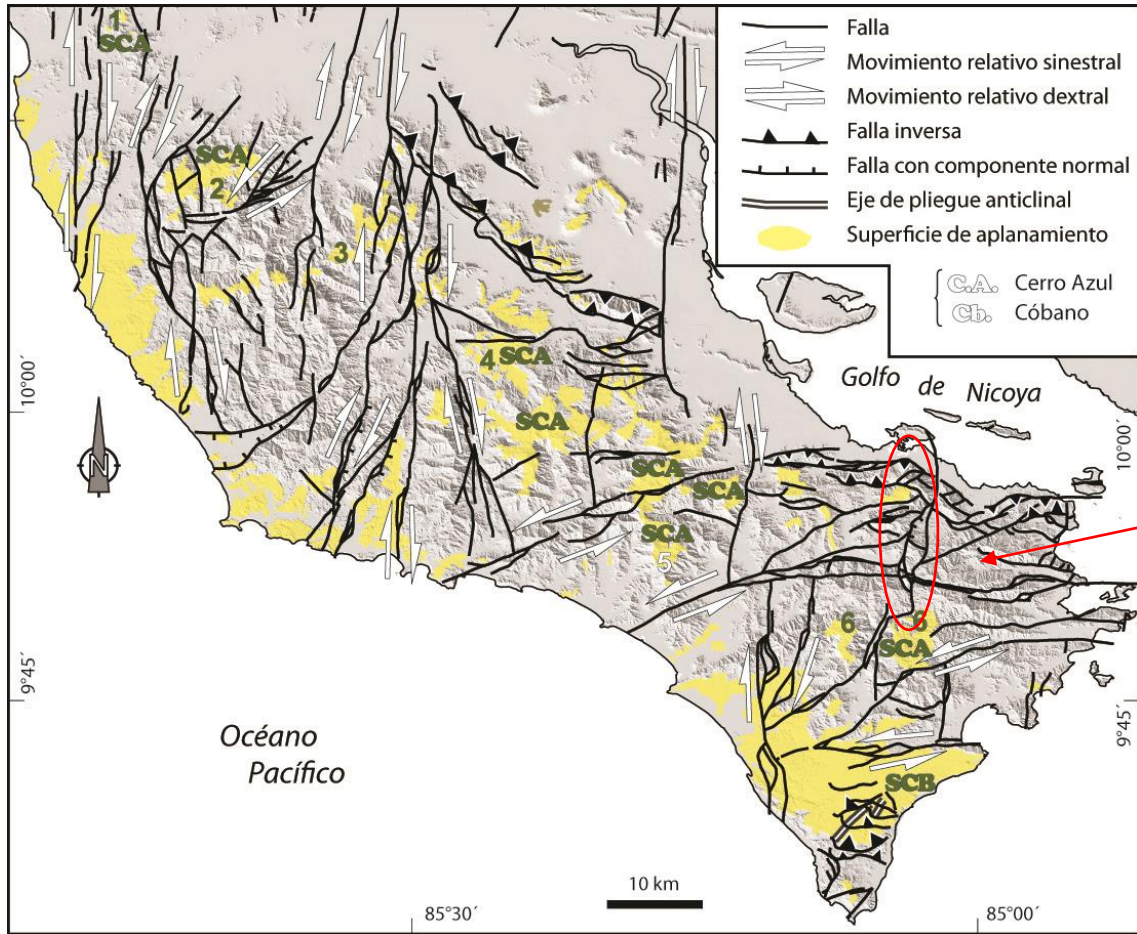 Falla
Movimiento relativo sinestral
Movimiento relativo dextral
Falla inversa
Falla con componente normal
Eje de pliegue anticlinal
Superficie de aplanamiento
C.A. Cerro Azul
Cb. Cóbano
1
SCA
SCA
2
3
4 SCA
SCA
SCA
SCA
SCA
5
6
6
SCA
SCB
Golfo
de
Nicoya
Océano
Pacífico
N
10°00´
9°45´
10°00´
9°45´
10 km
85°30´
85°00´